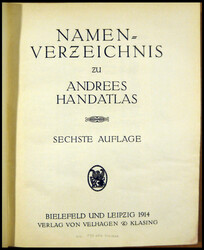 NAMEN=
VERZEICHNIS
zu
ANDREES
HANDATLAS
SECHSTE AUFLAGE
BIELEFELD UND LEIPZIG 1914
VERLAG VON VELHAGEN & KLASING